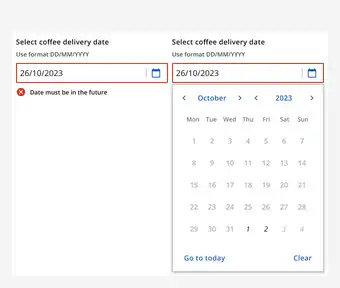 Select coffee delivery date
Use format DD/MM/YYYY
26/10/2023
Date must be in the future
Select coffee delivery date
Use format DD/MM/YYYY
26/10/2023
October 2023
Mon Tue Wed Thu Fri Sat Sun
1 2 3 4 5 6 7
8 9 10 11 12 13 14
15 16 17 18 19 20 21
22 23 24 25 26 27 28
29 30 31 1 2 3 4
Go to today Clear